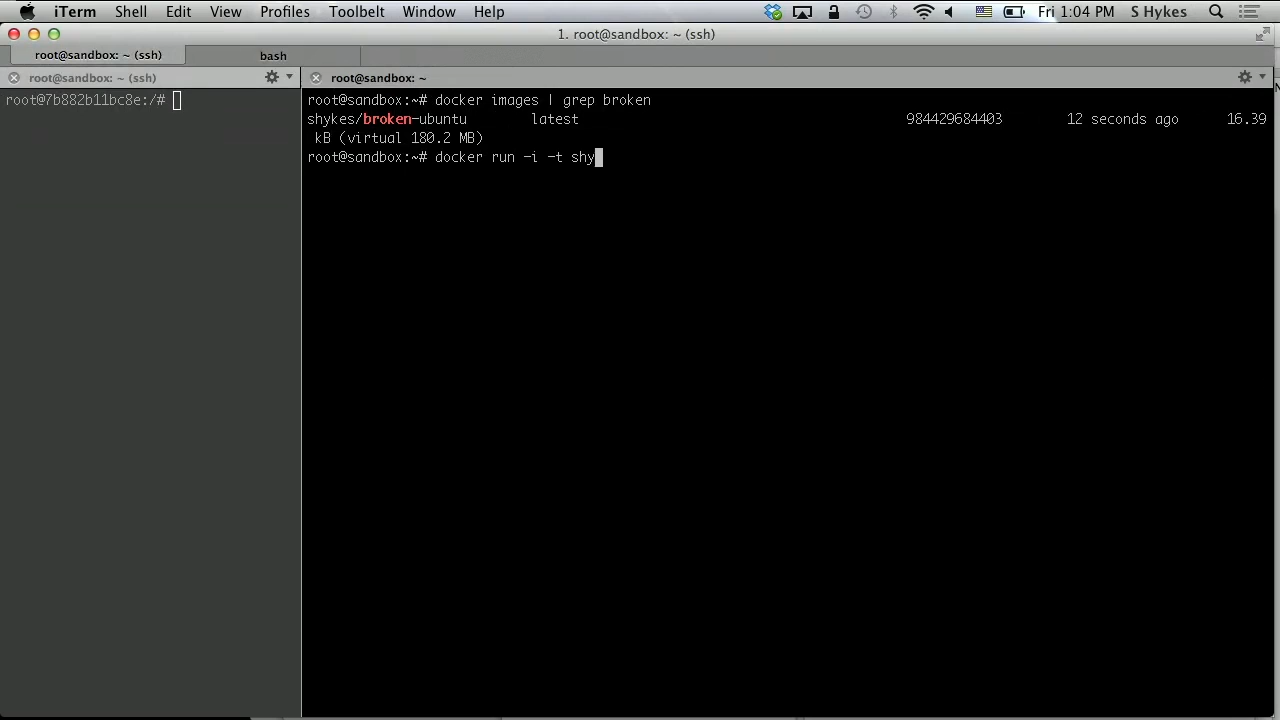 iTerm Shell Edit View Profiles Toolbelt Window Help Fri 1:04 PM S Hykes
1. root@sandbox: ~ (ssh)
root@sandbox: ~ (ssh) bash
root@sandbox: ~ (ssh)
root@7b882b11bc8e:/#
root@sandbox: ~
root@sandbox:~# docker images | grep broken
shykes/broken-ubuntu latest 984429684403 12 seconds ago 16.39
kB (virtual 180.2 MB)
root@sandbox:~# docker run -i -t shy